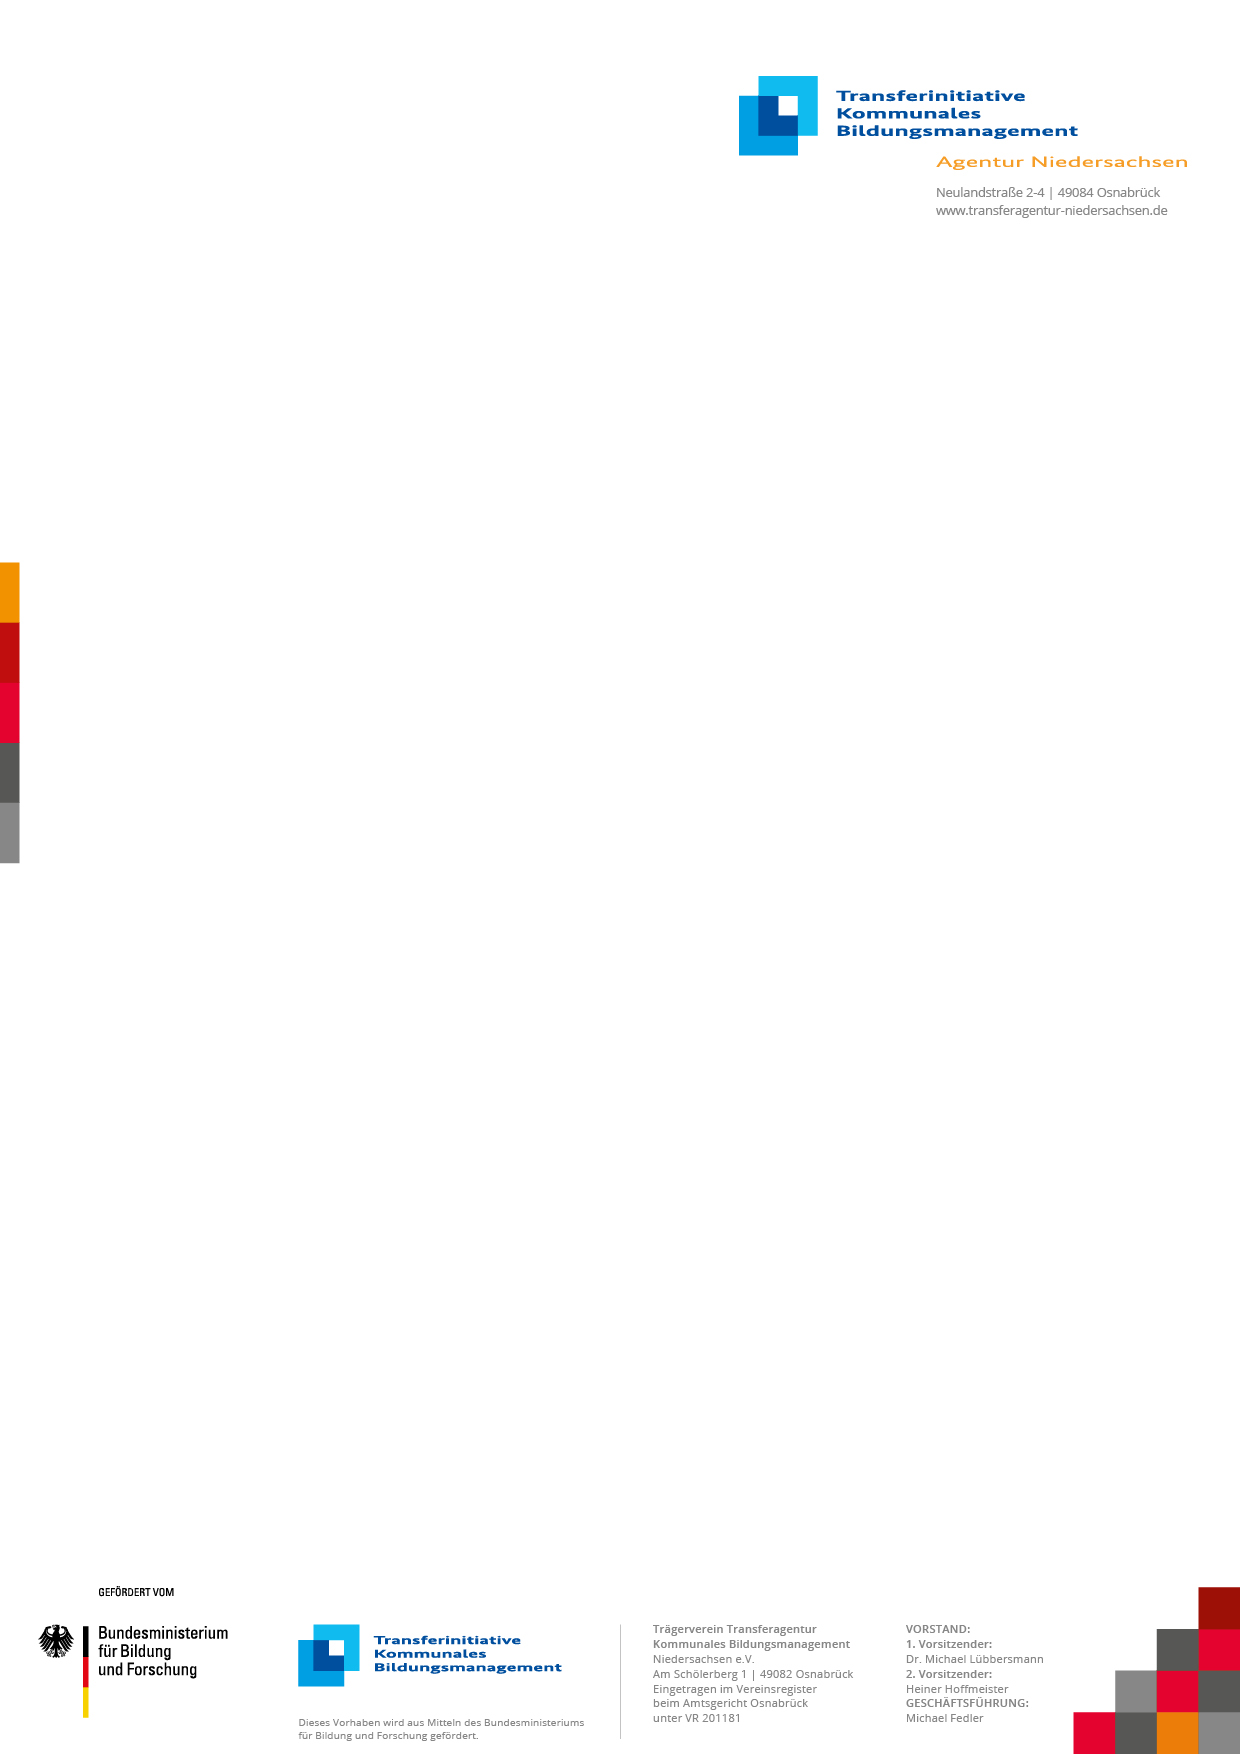 Transferinitiative
Kommunales
Bildungsmanagement
Agentur Niedersachsen
Neulandstraße 2-4 | 49084 Osnabrück
www.transferagentur-niedersachsen.de
GEFÖRDERT VOM
Bundesministerium
für Bildung
und Forschung
Transferinitiative
Kommunales
Bildungsmanagement
Dieses Vorhaben wird aus Mitteln des Bundesministeriums
für Bildung und Forschung gefördert.
Trägerverein Transferagentur
Kommunales Bildungsmanagement
Niedersachsen e.V.
Am Schölerberg 1 | 49082 Osnabrück
Eingetragen im Vereinsregister
beim Amtsgericht Osnabrück
unter VR 201181
VORSTAND:
1. Vorsitzender:
Dr. Michael Lübbersmann
2. Vorsitzender:
Heiner Hoffmeister
GESCHÄFTSFÜHRUNG:
Michael Fedler